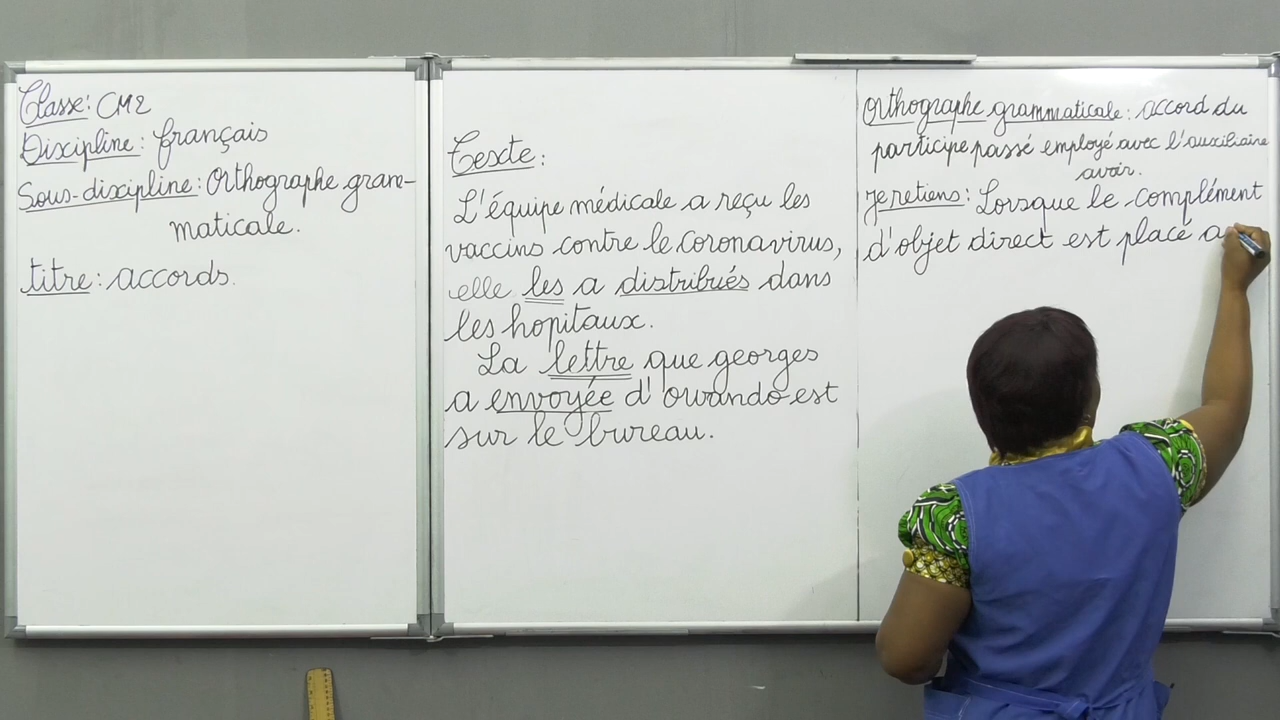 Classe: CM2
Discipline: français
Sous-discipline: Orthographe gram-
maticale.
titre: accords.
Texte:
L'équipe médicale a reçu les
vaccins contre le coronavirus,
elle les a distribués dans
les hopitaux.
La lettre que georges
a envoyée d'owando est
sur le bureau.
Orthographe grammaticale: accord du
participe passé employé avec l'auxiliaire
avoir.
Je retiens: Lorsque le complément
d'objet direct est placé a